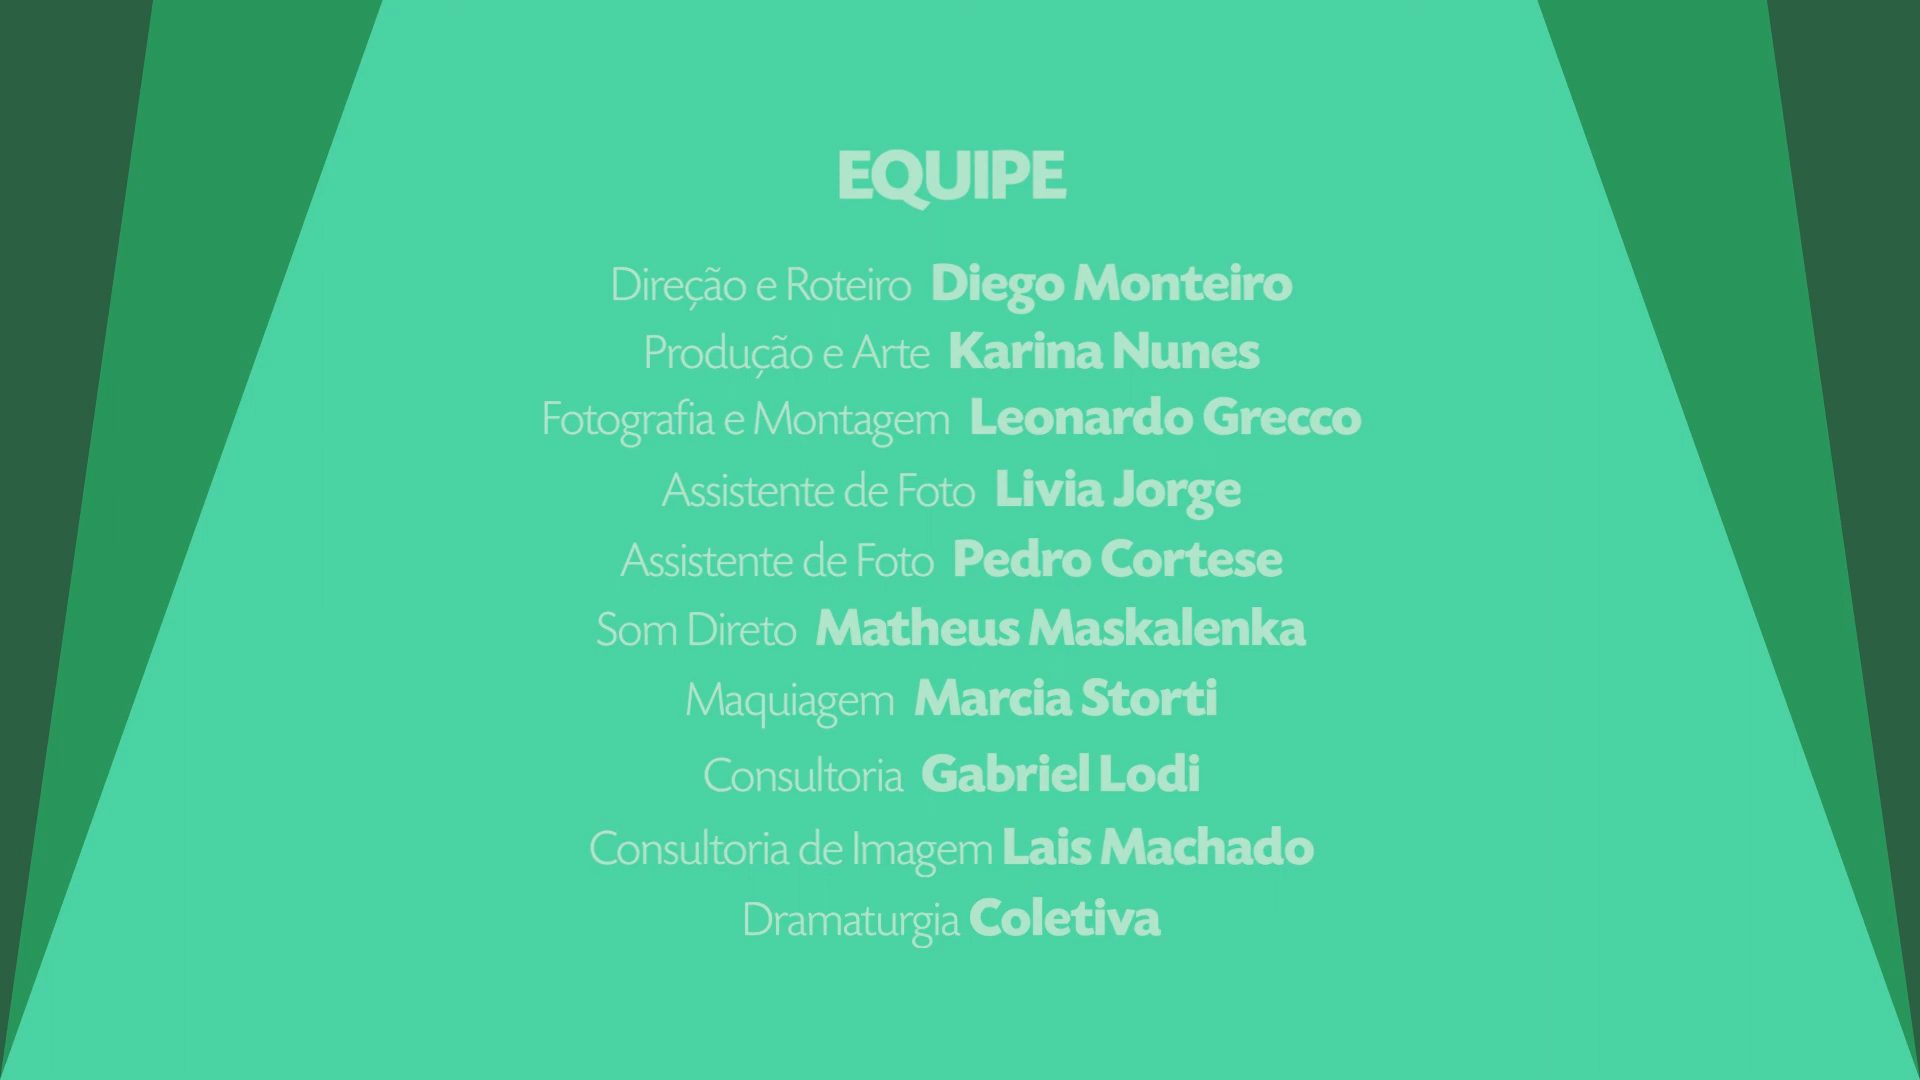 EQUIPE
Direção e Roteiro Diego Monteiro
Produção e Arte Karina Nunes
Fotografia e Montagem Leonardo Grecco
Assistente de Foto Livia Jorge
Assistente de Foto Pedro Cortese
Som Direto Matheus Maskalenka
Maquiagem Marcia Storti
Consultoria Gabriel Lodi
Consultoria de Imagem Lais Machado
Dramaturgia Coletiva